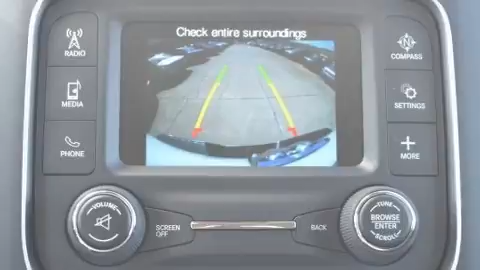 Check entire surroundings
RADIO
COMPASS
MEDIA
SETTINGS
PHONE
MORE
VOLUME
SCREEN
OFF
BACK
TUNE
BROWSE
ENTER
SCROLL